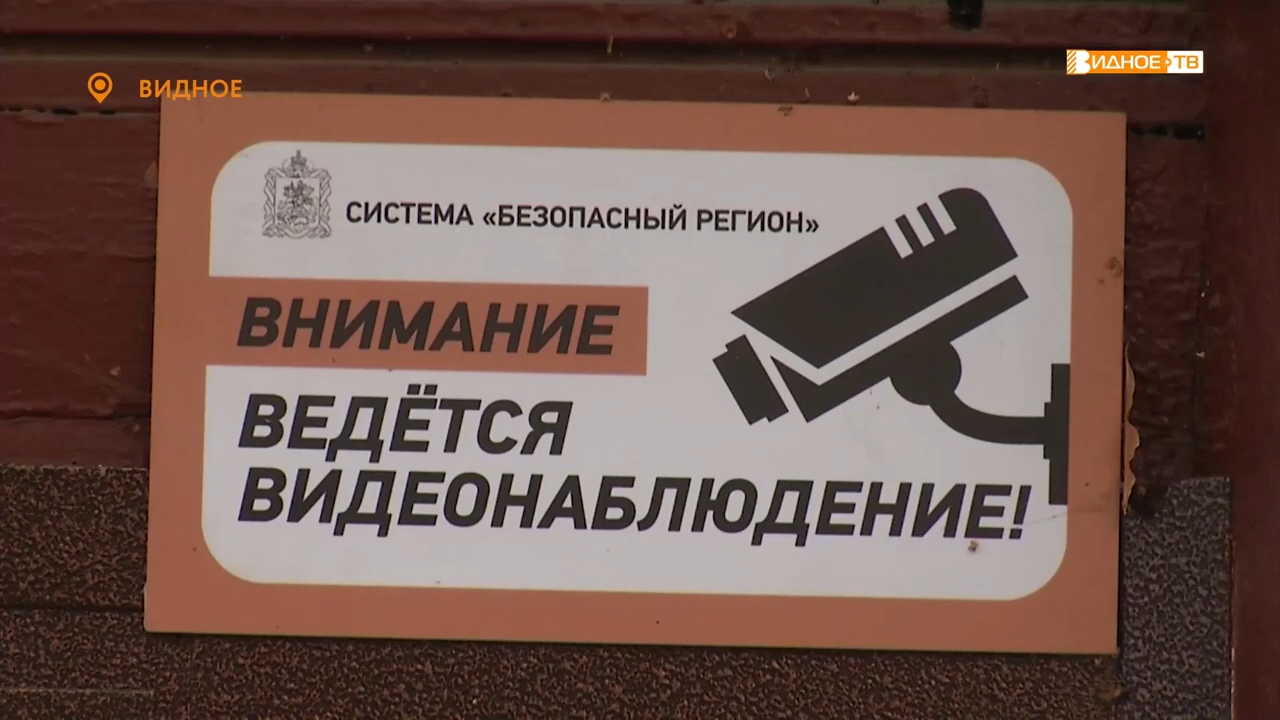 ВИДНОЕ
ВИДНОЕ ТВ
СИСТЕМА «БЕЗОПАСНЫЙ РЕГИОН»
ВНИМАНИЕ
ВЕДЁТСЯ
ВИДЕОНАБЛЮДЕНИЕ!